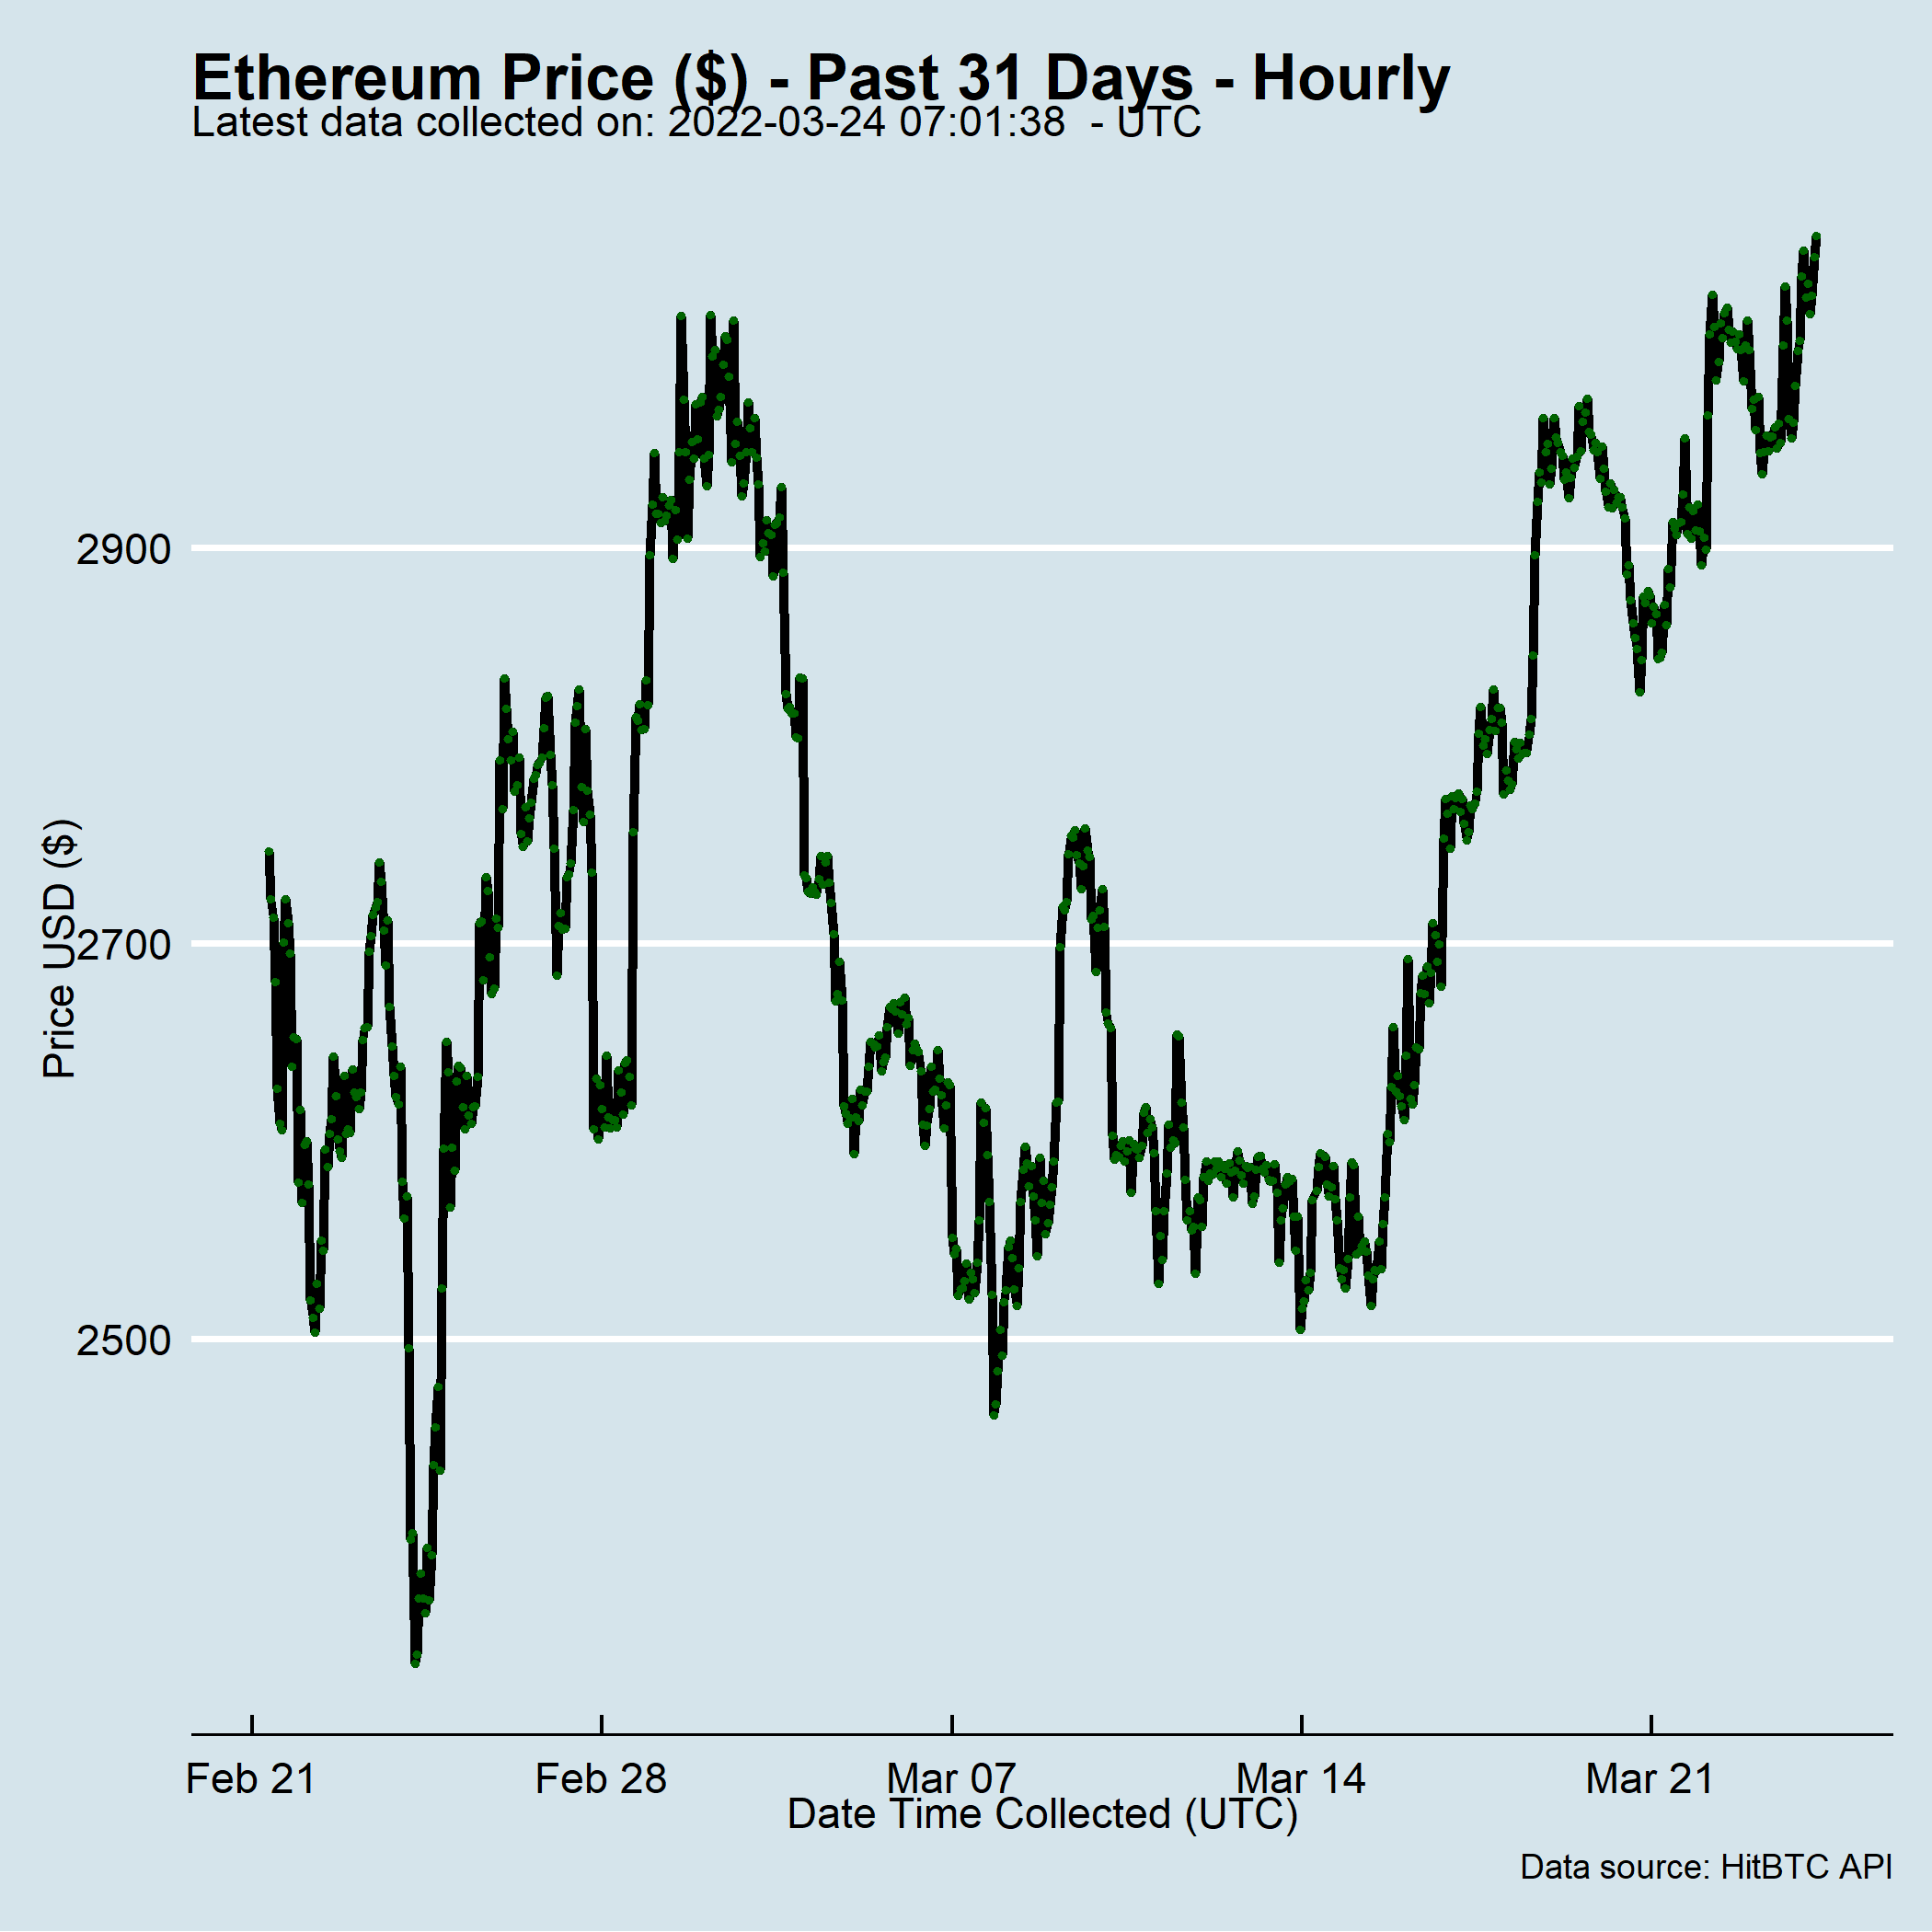 Ethereum Price ($) - Past 31 Days - Hourly
Latest data collected on: 2022-03-24 07:01:38  - UTC
2900
2700
2500
Price USD ($)
Feb 21
Feb 28
Mar 07
Mar 14
Mar 21
Date Time Collected (UTC)
Data source: HitBTC API